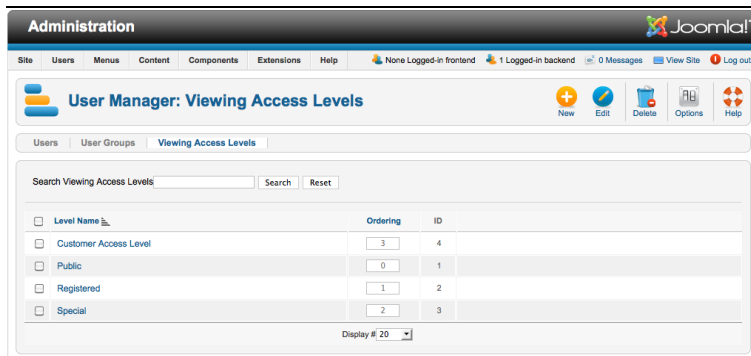 Administration Joomla!
Site Users Menus Content Components Extensions Help None Logged-in frontend 1 Logged-in backend 0 Messages View Site Log out
User Manager: Viewing Access Levels
New Edit Delete Options Help
Users User Groups Viewing Access Levels
Search Viewing Access Levels Search Reset
Level Name Ordering ID
Customer Access Level 3 4
Public 0 1
Registered 1 2
Special 2 3
Display # 20